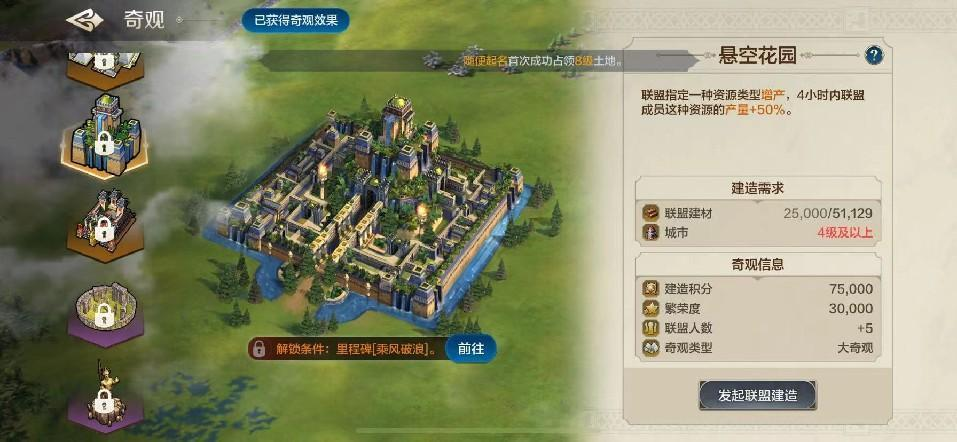 奇观
已获得奇观效果
随便起名首次成功占领8级土地。
悬空花园
?
联盟指定一种资源类型增产，4小时内联盟
成员这种资源的产量+50%。
建造需求
联盟建材 25,000/51,129
城市 4级及以上
奇观信息
建造积分 75,000
繁荣度 30,000
联盟人数 +5
奇观类型 大奇观
解锁条件：里程碑[乘风破浪]。
前往
发起联盟建造